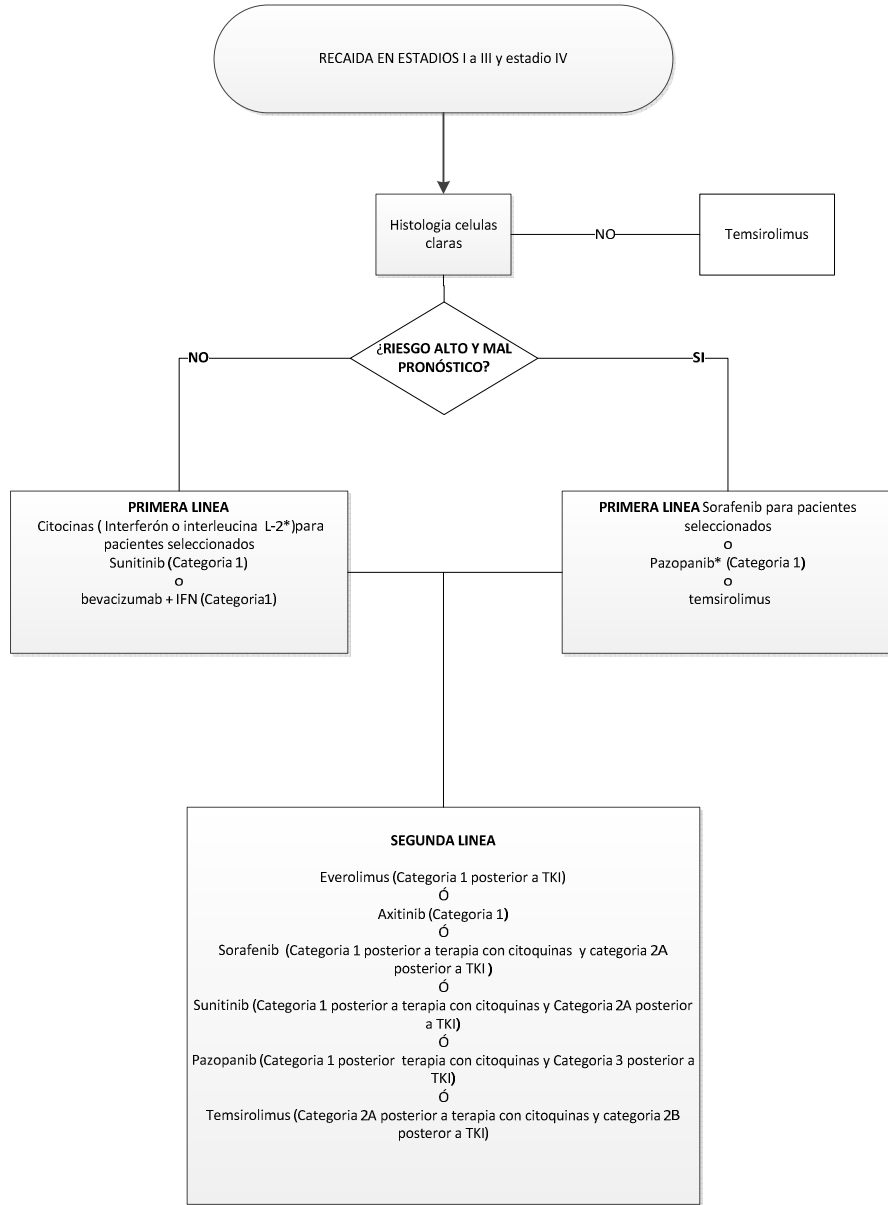 RECAIDA EN ESTADIOS I a III y estadio IV
Histologia celulas
claras
NO
Temsirolimus
¿RIESGO ALTO Y MAL
PRONÓSTICO?
NO
SI
PRIMERA LINEA
Citocinas ( Interferón o interleucina L-2*)para
pacientes seleccionados
Sunitinib (Categoria 1)
o
bevacizumab + IFN (Categoria1)
PRIMERA LINEA Sorafenib para pacientes
seleccionados
o
Pazopanib* (Categoria 1)
o
temsirolimus
SEGUNDA LINEA
Everolimus (Categoria 1 posterior a TKI)
Ó
Axitinib (Categoria 1)
Ó
Sorafenib (Categoria 1 posterior a terapia con citoquinas y categoria 2A
posterior a TKI )
Ó
Sunitinib (Categoria 1 posterior a terapia con citoquinas y Categoria 2A posterior
a TKI)
Ó
Pazopanib (Categoria 1 posterior terapia con citoquinas y Categoria 3 posterior a
TKI)
Ó
Temsirolimus (Categoria 2A posterior a terapia con citoquinas y categoria 2B
posteror a TKI)